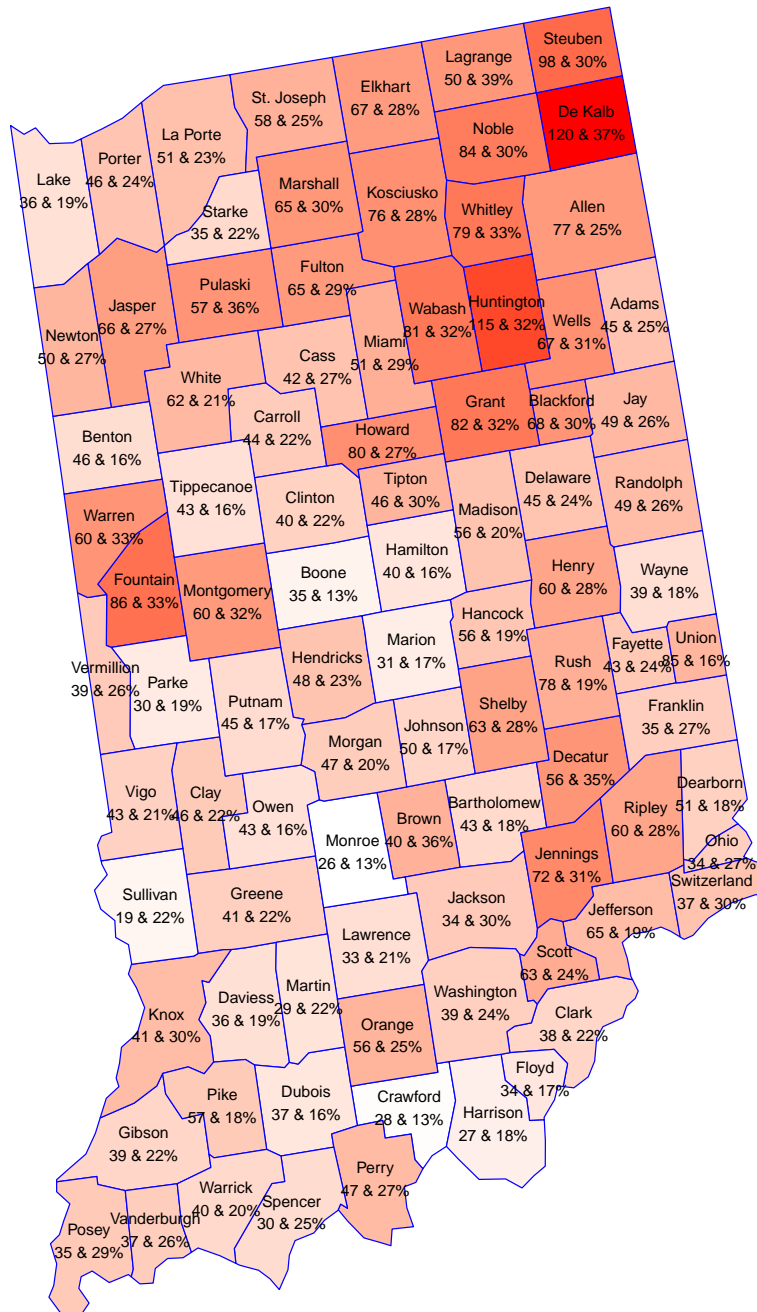 Steuben
98 & 30%
Lagrange
50 & 39%
Elkhart
67 & 28%
St. Joseph
58 & 25%
De Kalb
120 & 37%
Noble
84 & 30%
La Porte
51 & 23%
Porter
46 & 24%
Lake
36 & 19%
Marshall
65 & 30%
Kosciusko
76 & 28%
Whitley
79 & 33%
Allen
77 & 25%
Starke
35 & 22%
Fulton
65 & 29%
Pulaski
57 & 36%
Jasper
66 & 27%
Newton
50 & 27%
Wabash
81 & 32%
Huntington
115 & 32%
Wells
67 & 31%
Adams
45 & 25%
Miami
51 & 29%
Cass
42 & 27%
White
62 & 21%
Carroll
44 & 22%
Grant
82 & 32%
Blackford
68 & 30%
Jay
49 & 26%
Benton
46 & 16%
Howard
80 & 27%
Tippecanoe
43 & 16%
Clinton
40 & 22%
Tipton
46 & 30%
Madison
56 & 20%
Delaware
45 & 24%
Randolph
49 & 26%
Warren
60 & 33%
Fountain
86 & 33%
Montgomery
60 & 32%
Boone
35 & 13%
Hamilton
40 & 16%
Henry
60 & 28%
Wayne
39 & 18%
Vermillion
39 & 26%
Parke
30 & 19%
Putnam
45 & 17%
Hendricks
48 & 23%
Marion
31 & 17%
Hancock
56 & 19%
Rush
78 & 19%
Fayette
43 & 24%
Union
85 & 16%
Shelby
63 & 28%
Franklin
35 & 27%
Morgan
47 & 20%
Johnson
50 & 17%
Decatur
56 & 35%
Vigo
43 & 21%
Clay
46 & 22%
Owen
43 & 16%
Monroe
26 & 13%
Brown
40 & 36%
Bartholomew
43 & 18%
Ripley
60 & 28%
Dearborn
51 & 18%
Ohio
34 & 27%
Jennings
72 & 31%
Switzerland
37 & 30%
Sullivan
19 & 22%
Greene
41 & 22%
Jackson
34 & 30%
Jefferson
65 & 19%
Lawrence
33 & 21%
Scott
63 & 24%
Knox
41 & 30%
Daviess
36 & 19%
Martin
29 & 22%
Washington
39 & 24%
Clark
38 & 22%
Orange
56 & 25%
Floyd
34 & 17%
Pike
57 & 18%
Dubois
37 & 16%
Crawford
28 & 13%
Harrison
27 & 18%
Gibson
39 & 22%
Perry
47 & 27%
Warrick
40 & 20%
Spencer
30 & 25%
Posey
35 & 29%
Vanderburgh
37 & 26%